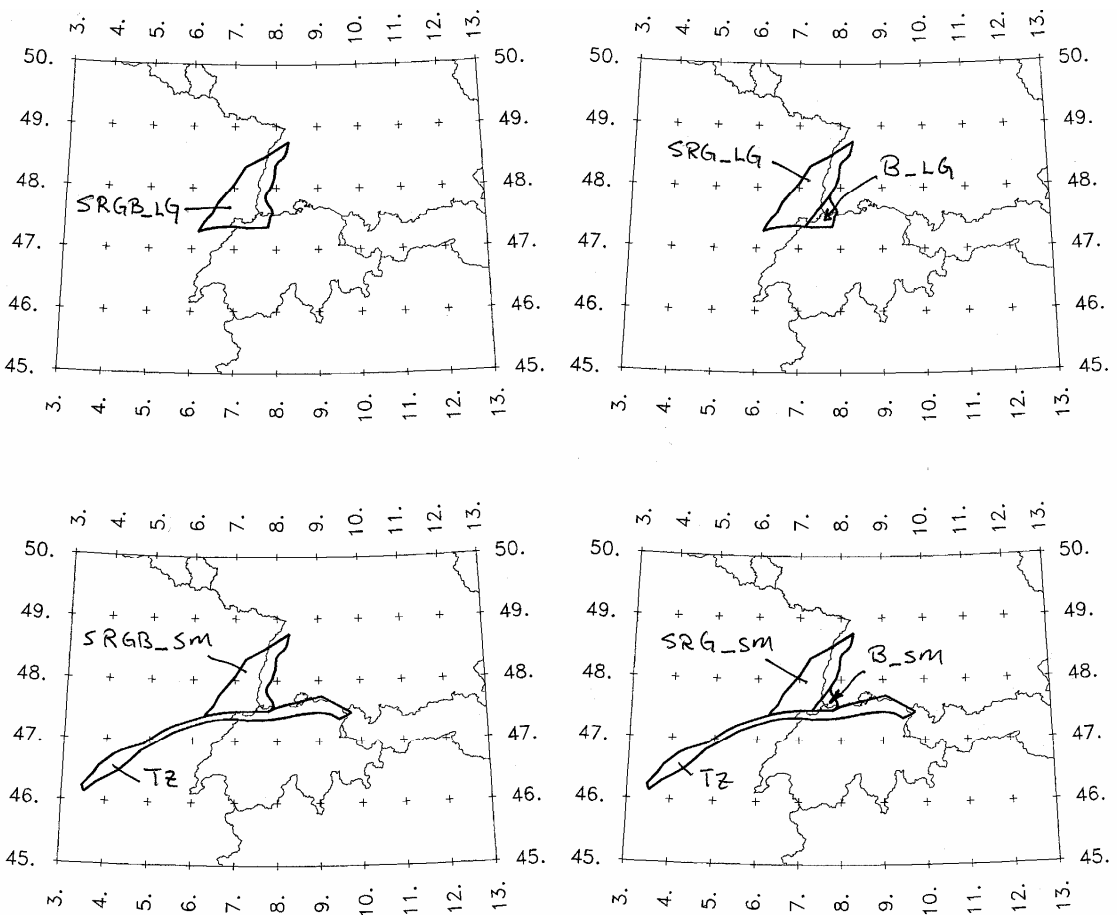 3. 4. 5. 6. 7. 8. 9. 10. 11. 12. 13.
50. 50.
49. 49.
48. 48.
SRGB_LG
47. 47.
46. 46.
45. 45.
3. 4. 5. 6. 7. 8. 9. 10. 11. 12. 13.
3. 4. 5. 6. 7. 8. 9. 10. 11. 12. 13.
50. 50.
49. 49.
SRG_LG
B_LG
48. 48.
47. 47.
46. 46.
45. 45.
3. 4. 5. 6. 7. 8. 9. 10. 11. 12. 13.
3. 4. 5. 6. 7. 8. 9. 10. 11. 12. 13.
50. 50.
49. 49.
SRGB_SM
48. 48.
47. 47.
TZ
46. 46.
45. 45.
3. 4. 5. 6. 7. 8. 9. 10. 11. 12. 13.
3. 4. 5. 6. 7. 8. 9. 10. 11. 12. 13.
50. 50.
49. 49.
SRG_SM
B_SM
48. 48.
47. 47.
TZ
46. 46.
45. 45.
3. 4. 5. 6. 7. 8. 9. 10. 11. 12. 13.